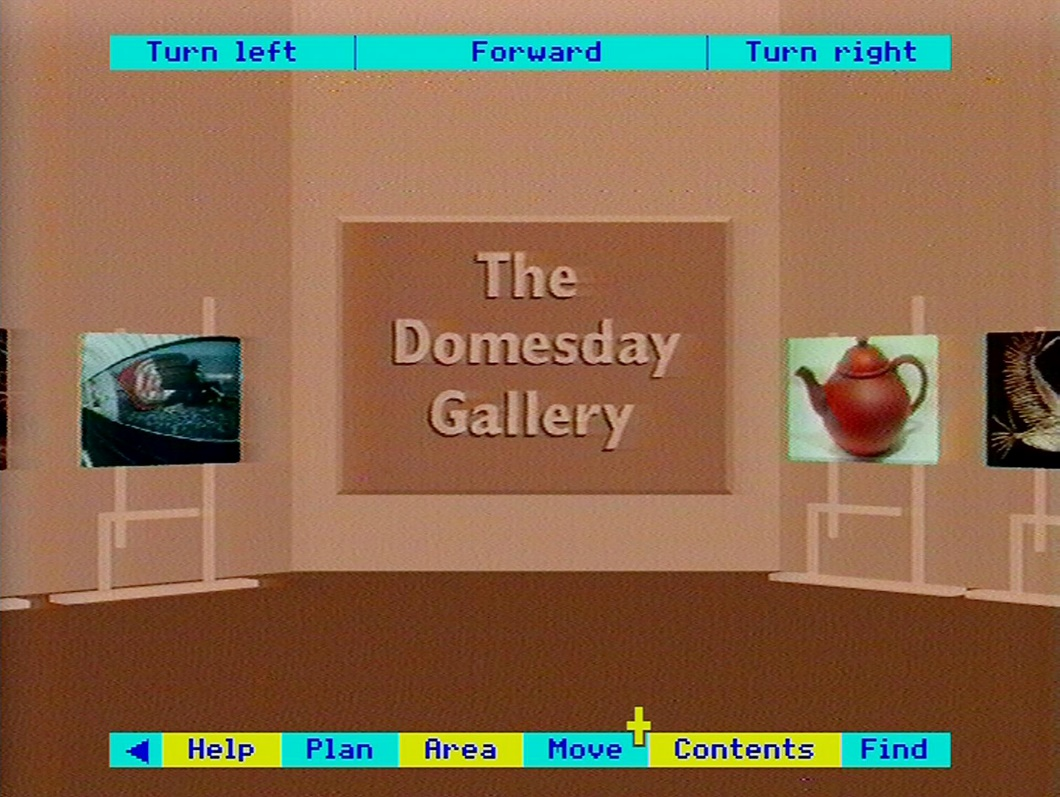 Turn left Forward Turn right
The
Domesday
Gallery
Help Plan Area Move Contents Find